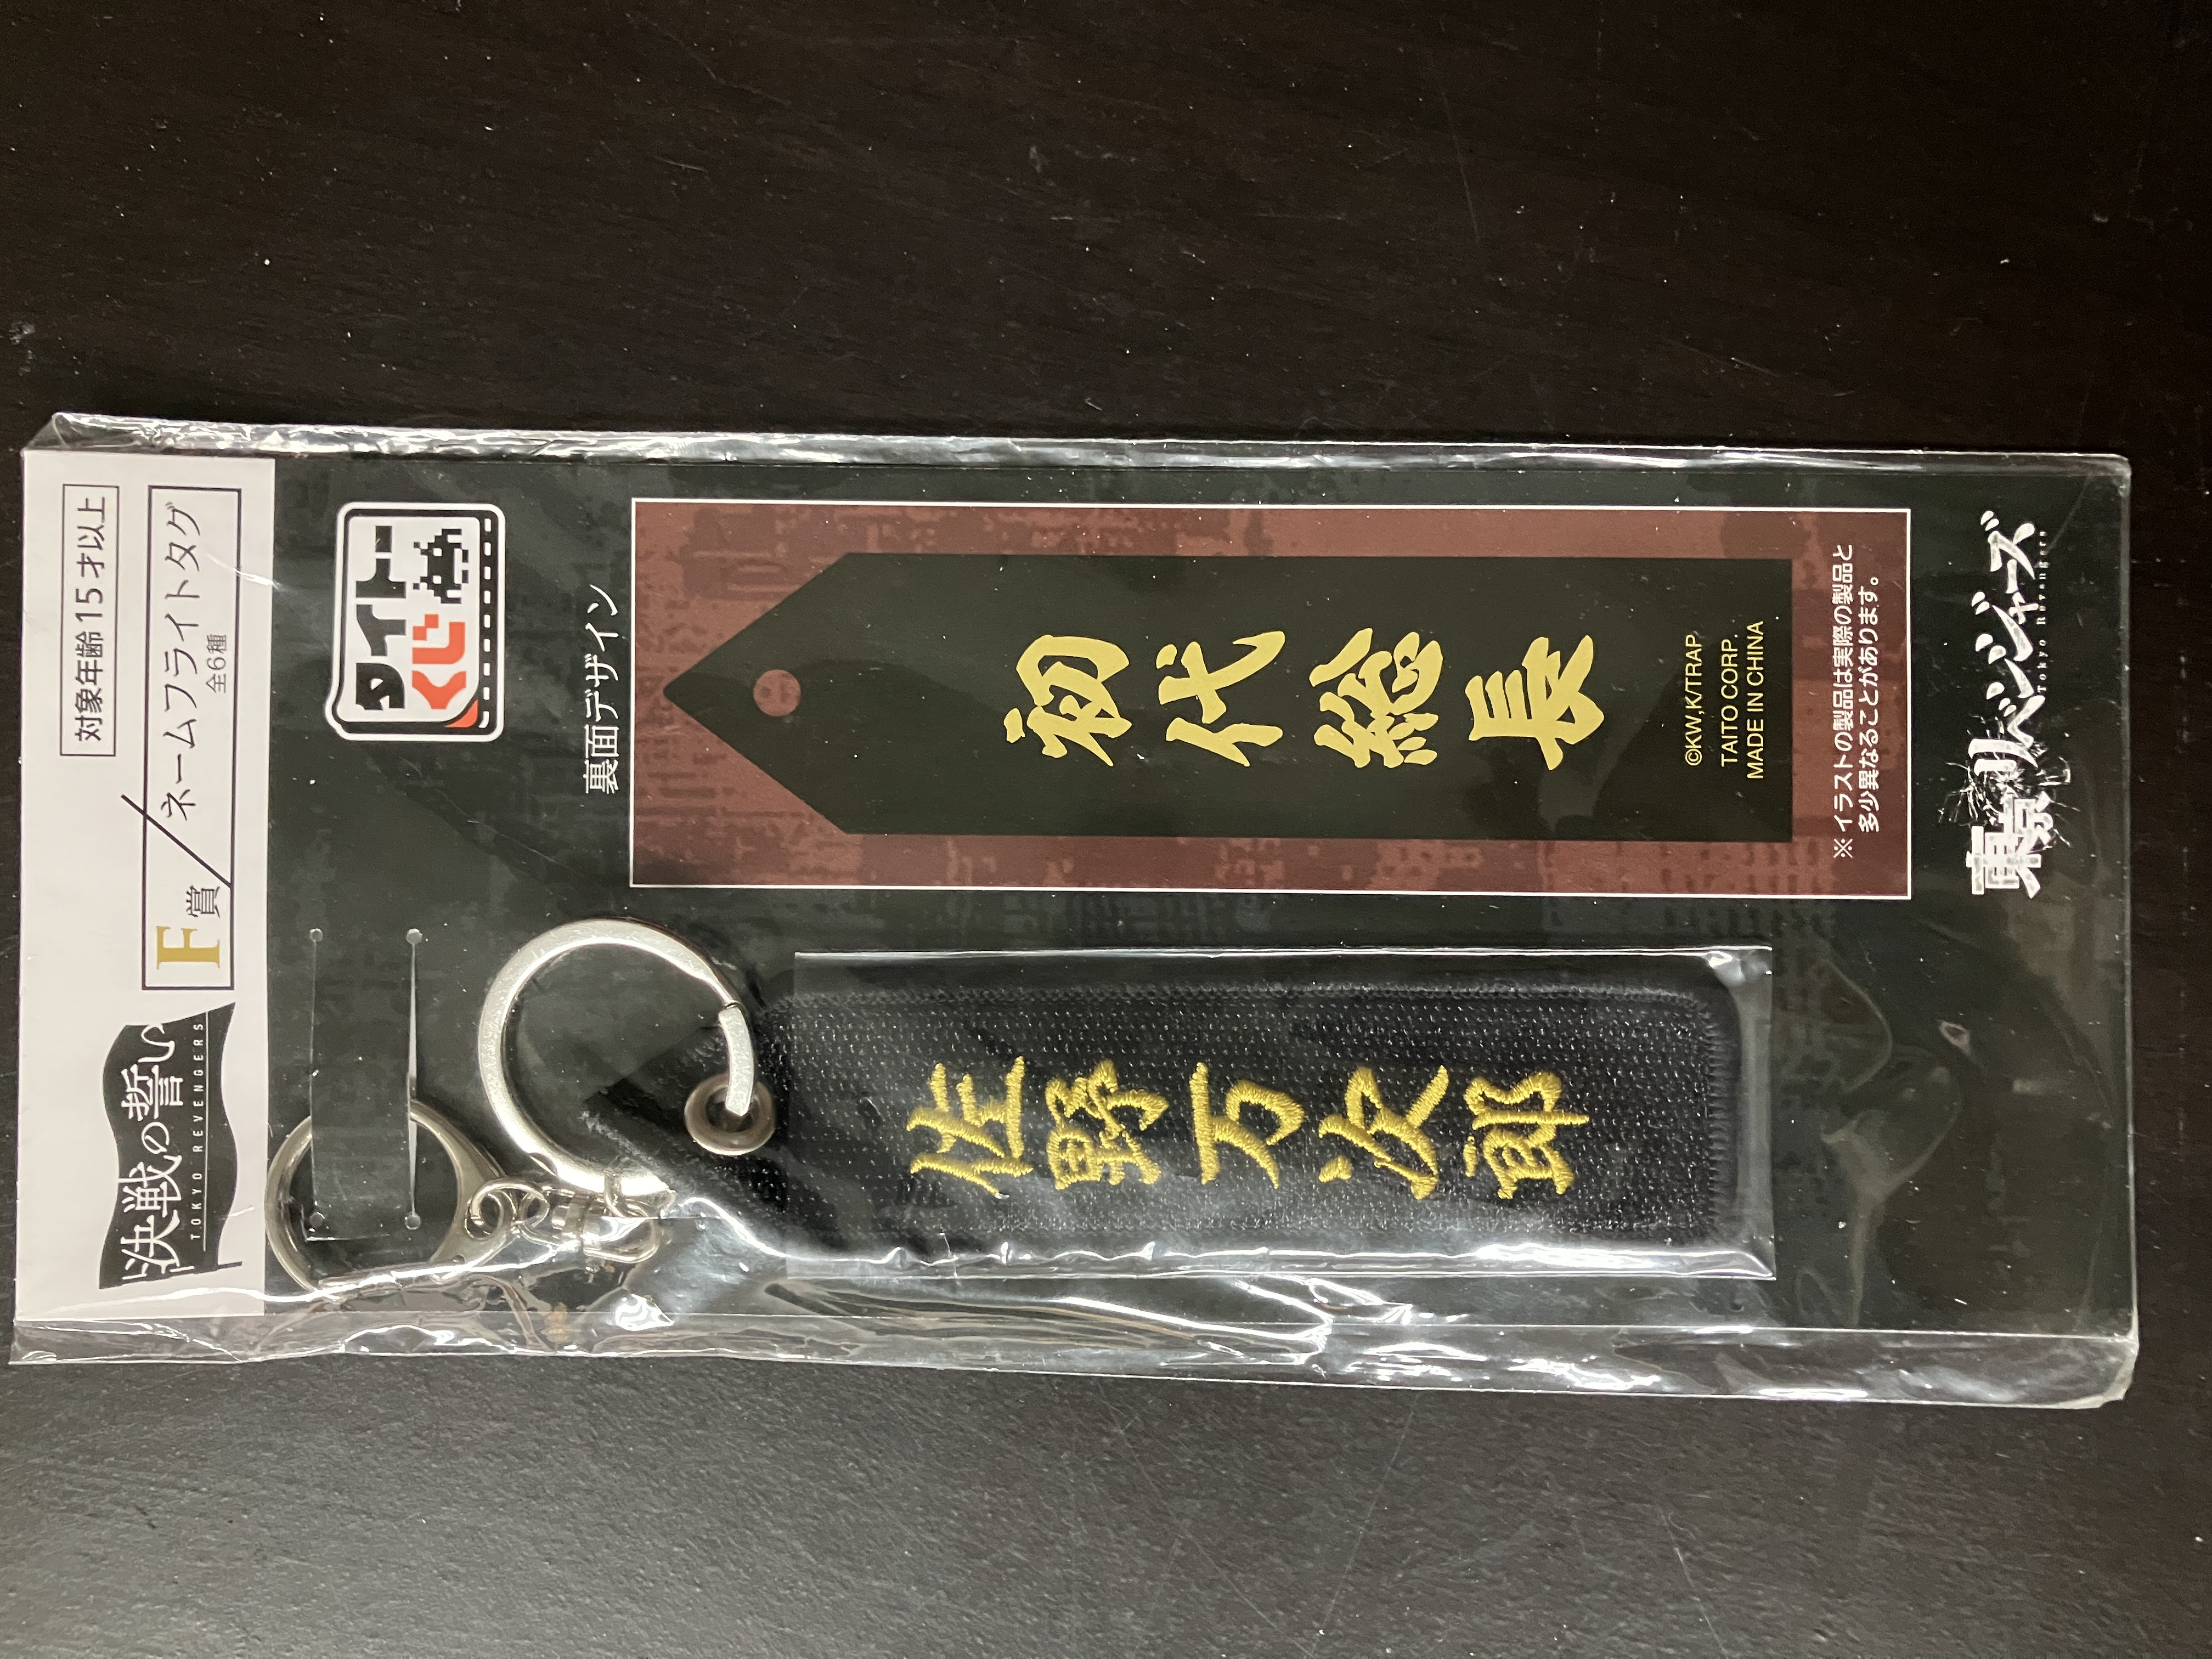 対象年齢15才以上
決戦の誓い
TOKYO REVENGERS
F賞/ネームフライトタグ
全6種
タイトー
くじ
裏面デザイン
初代総長
©KW,K/TRAP
TAITO CORP.
MADE IN CHINA
※イラストの製品は実際の製品と
多少異なることがあります。
佐野万次郎
東京リベンジャーズ
Tokyo Revengers